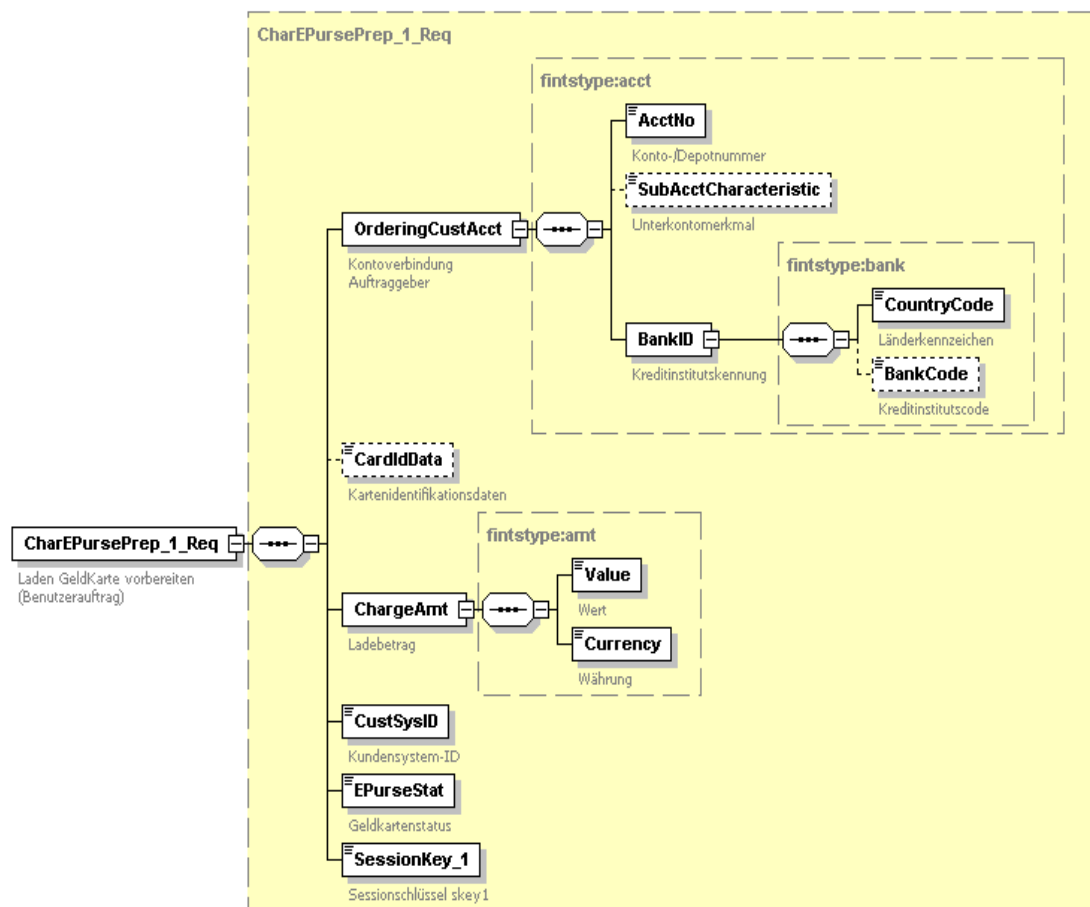 CharEPursePrep_1_Req
fintstype:acct
AcctNo
Konto-/Depotnummer
SubAcctCharacteristic
Unterkontomerkmal
OrderingCustAcct
Kontoverbindung
Auftraggeber
fintstype:bank
CountryCode
Länderkennzeichen
BankID
Kreditinstitutskennung
BankCode
Kreditinstitutscode
CardIdData
Kartenidentifikationsdaten
CharEPursePrep_1_Req
Laden GeldKarte vorbereiten
(Benutzerauftrag)
fintstype:amt
Value
Wert
ChargeAmt
Ladebetrag
Currency
Währung
CustSysID
Kundensystem-ID
EPurseStat
Geldkartenstatus
SessionKey_1
Sessionschlüssel skey1